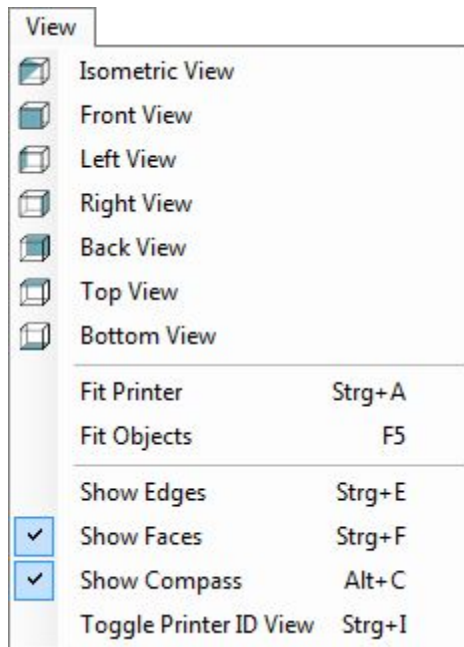 View
Isometric View
Front View
Left View
Right View
Back View
Top View
Bottom View
Fit Printer Strg+A
Fit Objects F5
Show Edges Strg+E
Show Faces Strg+F
Show Compass Alt+C
Toggle Printer ID View Strg+I